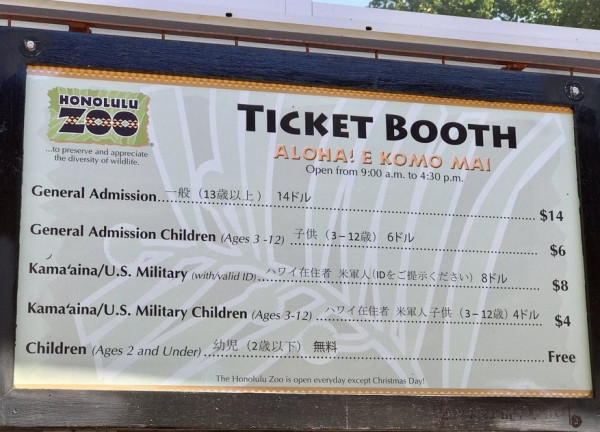 HONOLULU
ZOO
...to preserve and appreciate
the diversity of wildlife.
TICKET BOOTH
ALOHA! E KOMO MAI
Open from 9:00 a.m. to 4:30 p.m.
General Admission 一般 (13歳以上) 14ドル $14
General Admission Children (Ages 3 -12) 子供 (3－12歳) 6ドル $6
Kama'aina/U.S. Military (with/valid ID) ハワイ在住者 米軍人(IDをご提示ください) 8ドル $8
Kama'aina/U.S. Military Children (Ages 3-12) ハワイ在住者 米軍人子供 (3－12歳) 4ドル $4
Children (Ages 2 and Under) 幼児 (2歳以下) 無料 Free
The Honolulu Zoo is open everyday except Christmas Day!